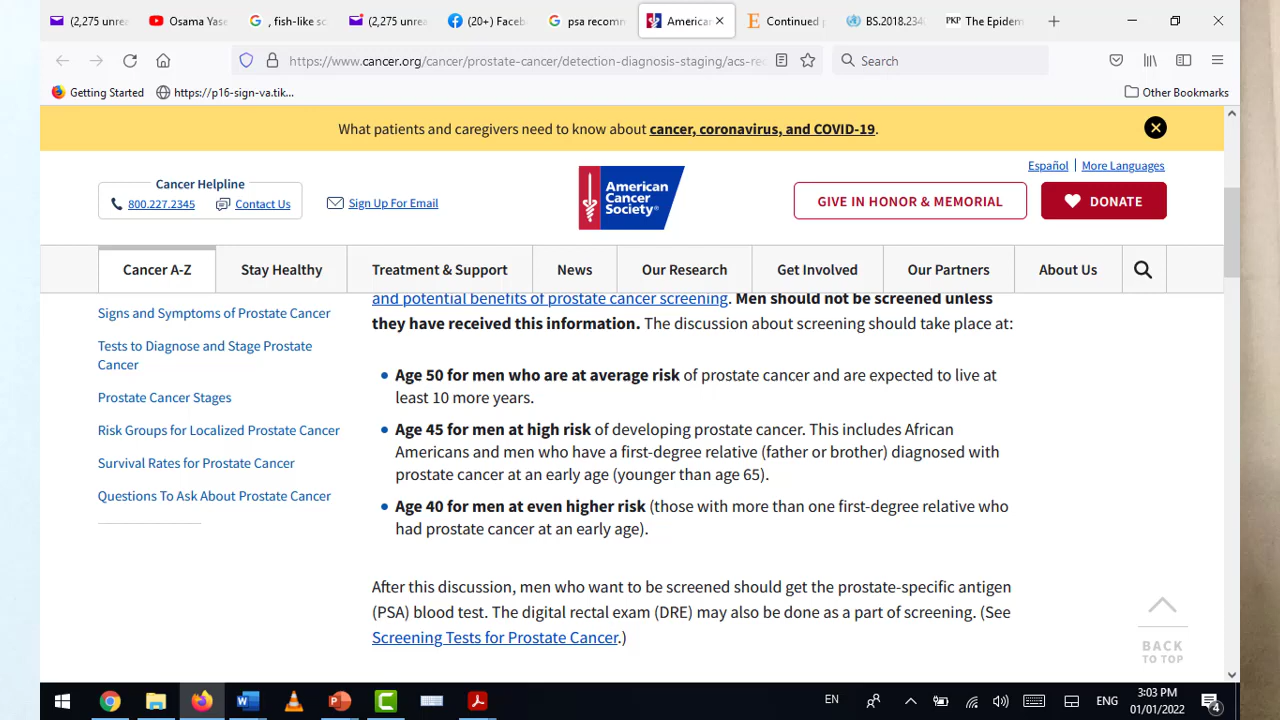 (2,275 unre
Osama Yase
, fish-like sc
(2,275 unrea
(20+) Faceb
psa recomn
American
Continued p
BS.2018.234
PKP The Epidem
https://www.cancer.org/cancer/prostate-cancer/detection-diagnosis-staging/acs-re
Search
Getting Started
https://p16-sign-va.tik...
Other Bookmarks
What patients and caregivers need to know about cancer, coronavirus, and COVID-19.
Español | More Languages
Cancer Helpline
800.227.2345
Contact Us
Sign Up For Email
American
Cancer
Society®
GIVE IN HONOR & MEMORIAL
DONATE
Cancer A-Z
Stay Healthy
Treatment & Support
News
Our Research
Get Involved
Our Partners
About Us
Signs and Symptoms of Prostate Cancer
Tests to Diagnose and Stage Prostate
Cancer
Prostate Cancer Stages
Risk Groups for Localized Prostate Cancer
Survival Rates for Prostate Cancer
Questions To Ask About Prostate Cancer
and potential benefits of prostate cancer screening. Men should not be screened unless
they have received this information. The discussion about screening should take place at:
• Age 50 for men who are at average risk of prostate cancer and are expected to live at
least 10 more years.
• Age 45 for men at high risk of developing prostate cancer. This includes African
Americans and men who have a first-degree relative (father or brother) diagnosed with
prostate cancer at an early age (younger than age 65).
• Age 40 for men at even higher risk (those with more than one first-degree relative who
had prostate cancer at an early age).
After this discussion, men who want to be screened should get the prostate-specific antigen
(PSA) blood test. The digital rectal exam (DRE) may also be done as a part of screening. (See
Screening Tests for Prostate Cancer.)
BACK
TO TOP
EN
ENG
3:03 PM
01/01/2022
4